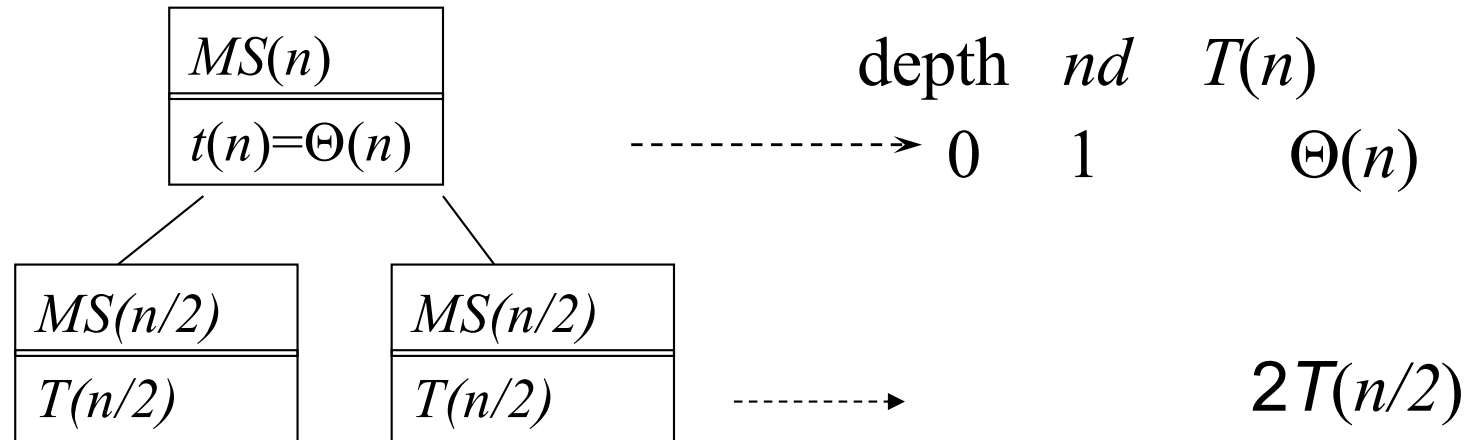 MS(n)
depth nd T(n)
t(n)=Θ(n)
0 1 Θ(n)
MS(n/2)
MS(n/2)
T(n/2)
T(n/2)
2T(n/2)